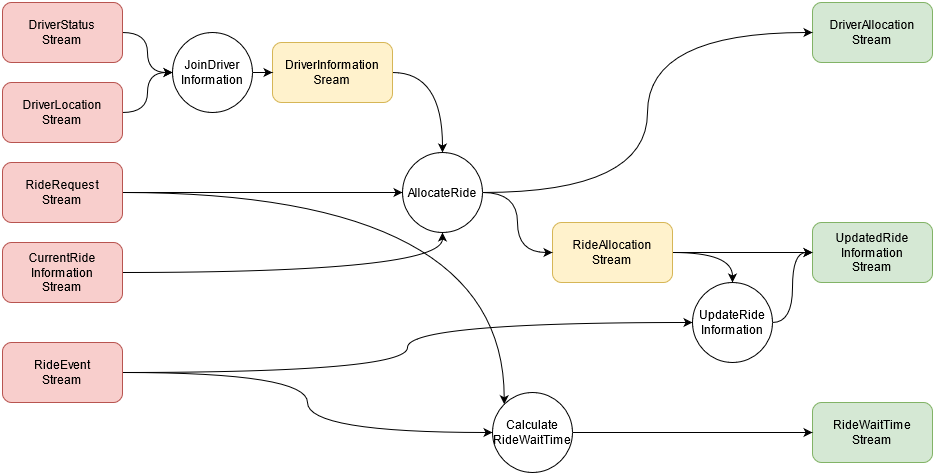 DriverStatus
Stream
DriverAllocation
Stream
JoinDriver
Information
DriverInformation
Sream
DriverLocation
Stream
RideRequest
Stream
AllocateRide
RideAllocation
Stream
UpdatedRide
Information
Stream
CurrentRide
Information
Stream
UpdateRide
Information
RideEvent
Stream
Calculate
RideWaitTime
RideWaitTime
Stream